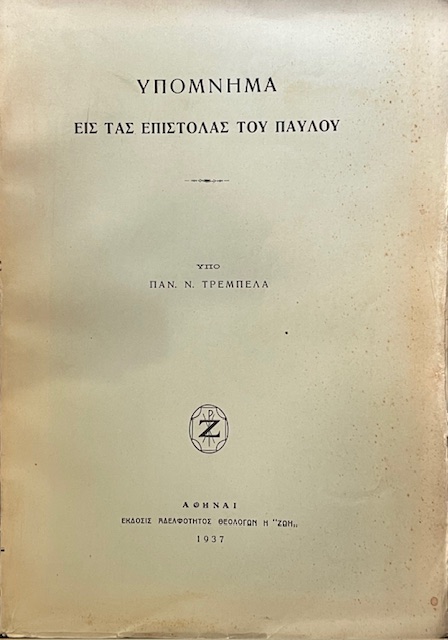 ΥΠΟΜΝΗΜΑ
ΕΙΣ ΤΑΣ ΕΠΙΣΤΟΛΑΣ ΤΟΥ ΠΑΥΛΟΥ
ΥΠΟ
ΠΑΝ. Ν. ΤΡΕΜΠΕΛΑ
Ζ
ΑΘΗΝΑΙ
ΕΚΔΟΣΙΣ ΑΔΕΛΦΟΤΗΤΟΣ ΘΕΟΛΟΓΩΝ Η "ΖΩΗ„
1937